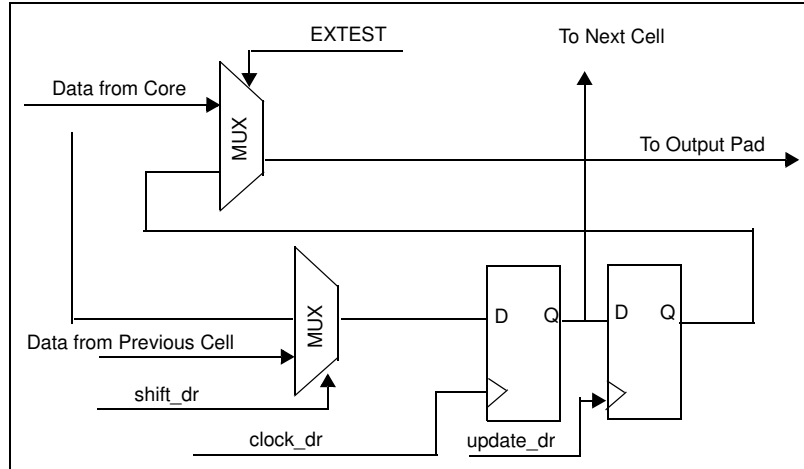 EXTEST
To Next Cell
Data from Core
MUX
To Output Pad
MUX
D
Q
D
Q
Data from Previous Cell
shift_dr
clock_dr
update_dr